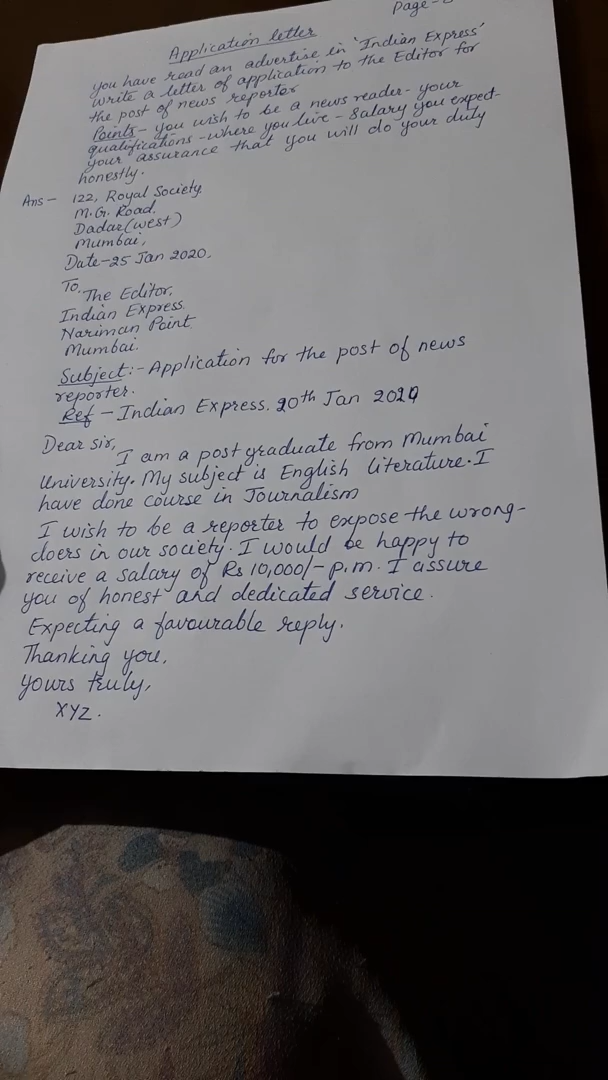 Page-
Application letter
You have read an advertise in 'Indian Express'
write a letter of application to the Editor for
the post of news reporter
Points - you wish to be a news reader - your
qualifications - where you live - salary you expect -
your assurance that you will do your duty
honestly.
Ans - 122, Royal Society
M.G. Road.
Dadar (west)
Mumbai,
Date - 25 Jan 2020.
To,
The Editor,
Indian Express
Nariman Point
Mumbai.
Subject:- Application for the post of news
reporter.
Ref - Indian Express. 20th Jan
Dear sir,
I am a post graduate from Mumbai
University. My subject is English literature. I
have done course in Journalism
I wish to be a reporter to expose the wrong-
doers in our society. I would be happy to
receive a salary of Rs 10,000/- p.m. I assure
you of honest and dedicated service.
Expecting a favourable reply.
Thanking you,
yours truly,
XYZ.